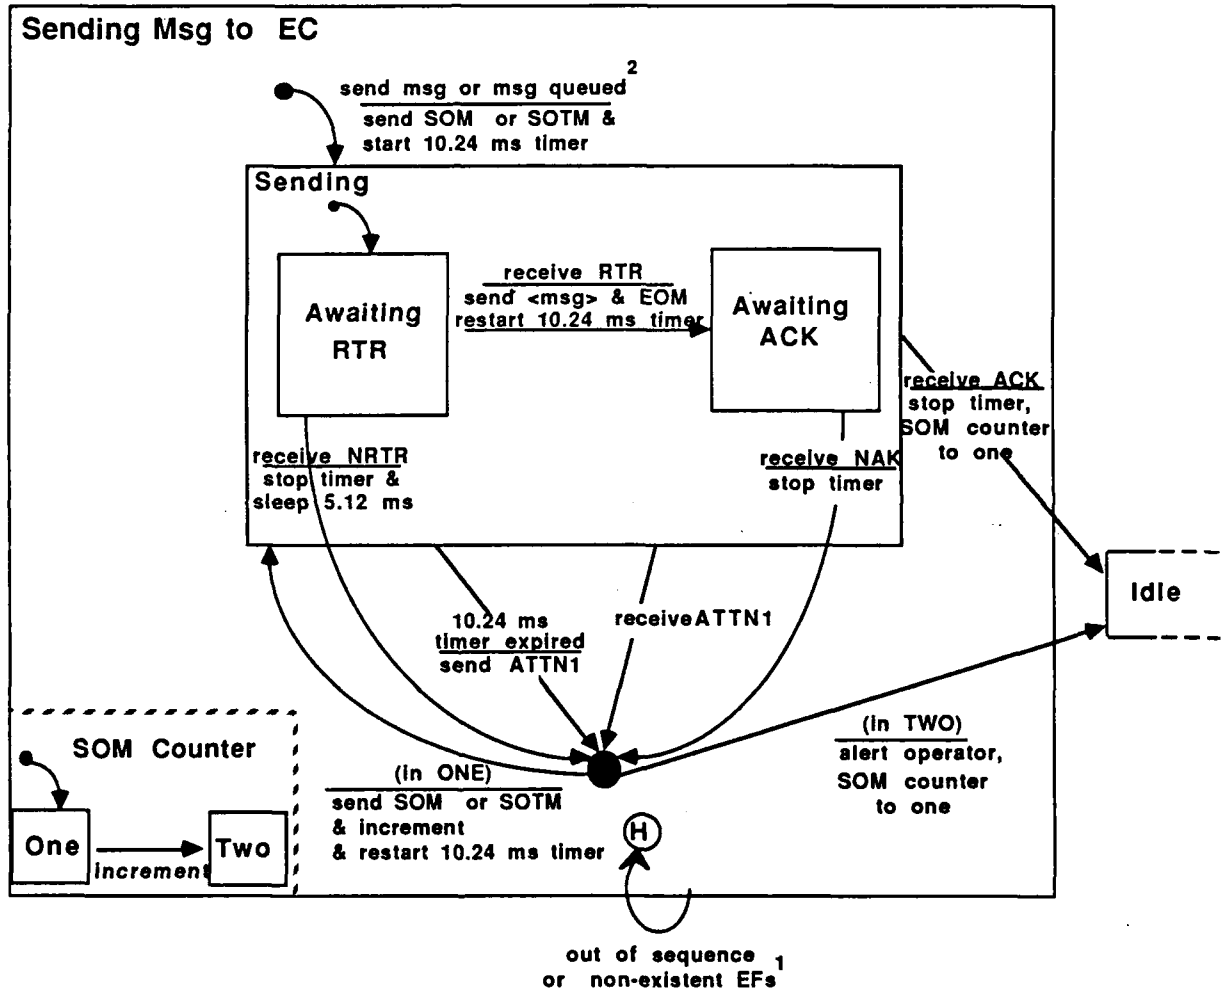 Sending Msg to EC
send msg or msg queued 2
send SOM or SOTM &
start 10.24 ms timer
Sending
Awaiting
RTR
receive RTR
send <msg> & EOM
restart 10.24 ms timer
Awaiting
ACK
receive ACK
stop timer,
SOM counter
to one
receive NRTR
stop timer &
sleep 5.12 ms
receive NAK
stop timer
Idle
10.24 ms
timer expired
send ATTN1
receiveATTN1
(in TWO)
alert operator,
SOM counter
to one
SOM Counter
One
increment
Two
(in ONE)
send SOM or SOTM
& increment
& restart 10.24 ms timer
H
out of sequence
or non-existent EFs 1